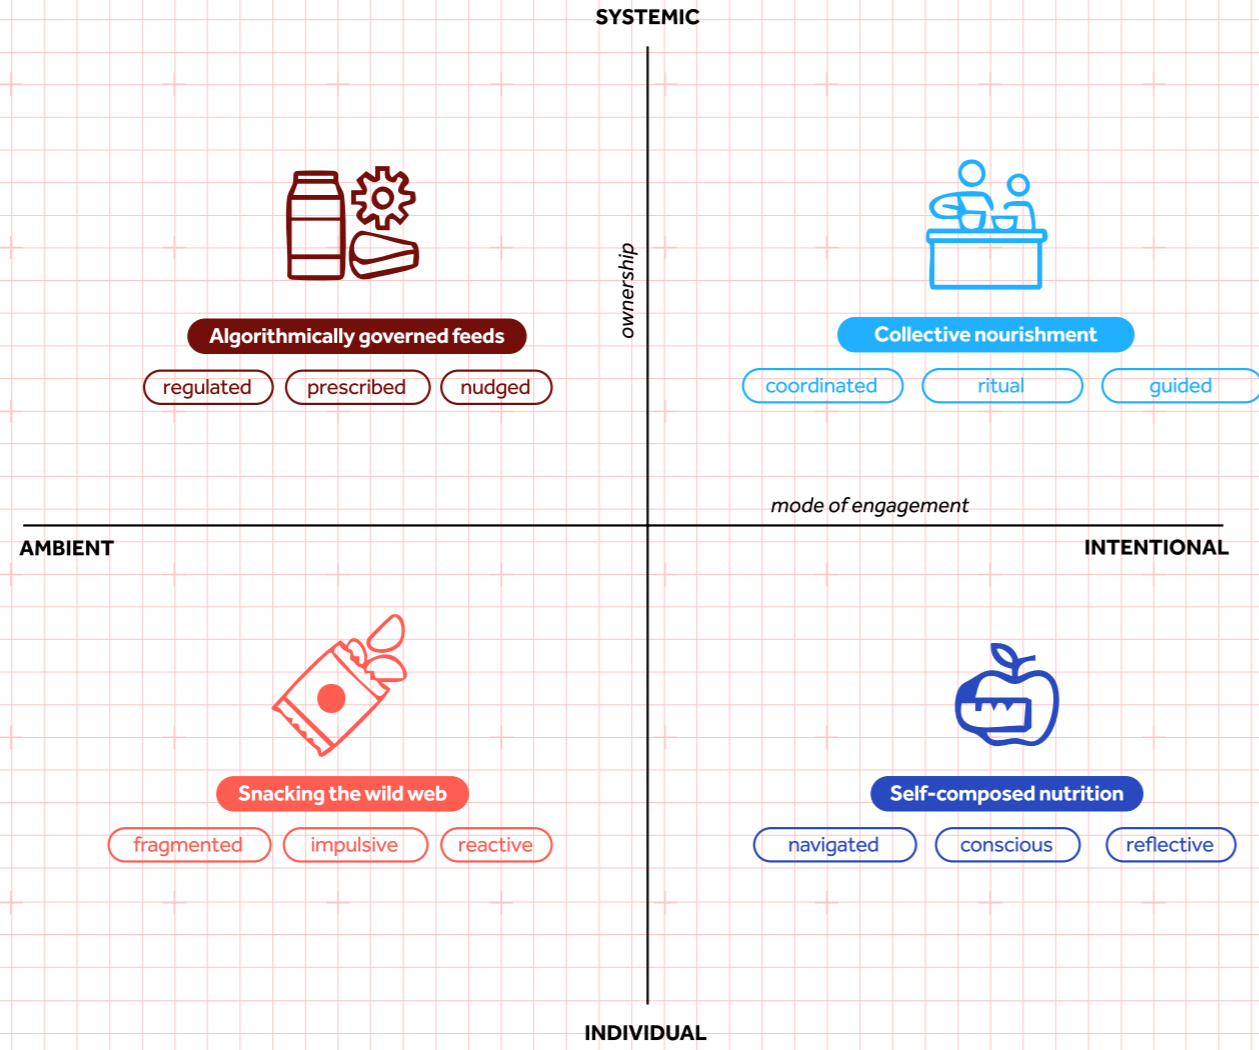 SYSTEMIC
ownership
Algorithmically governed feeds
regulated prescribed nudged
Collective nourishment
coordinated ritual guided
mode of engagement
AMBIENT
INTENTIONAL
Snacking the wild web
fragmented impulsive reactive
Self-composed nutrition
navigated conscious reflective
INDIVIDUAL